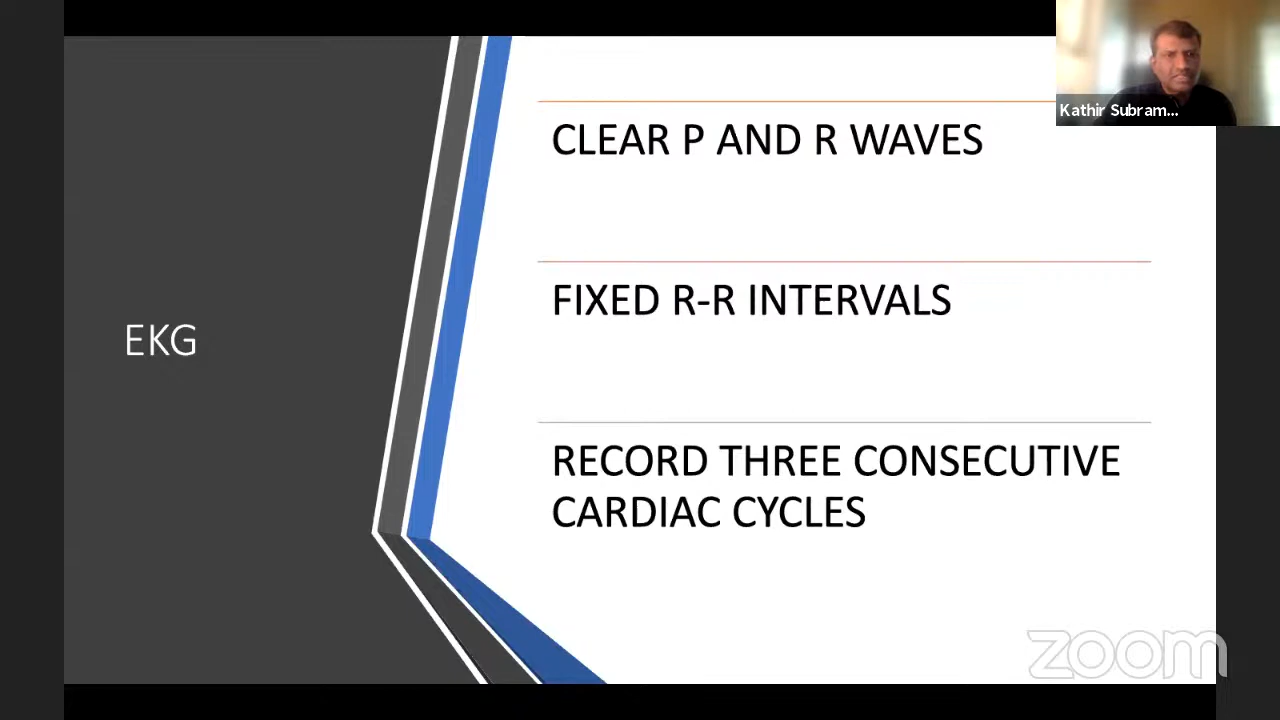 Kathir Subram...
CLEAR P AND R WAVES
FIXED R-R INTERVALS
EKG
RECORD THREE CONSECUTIVE
CARDIAC CYCLES
zoom